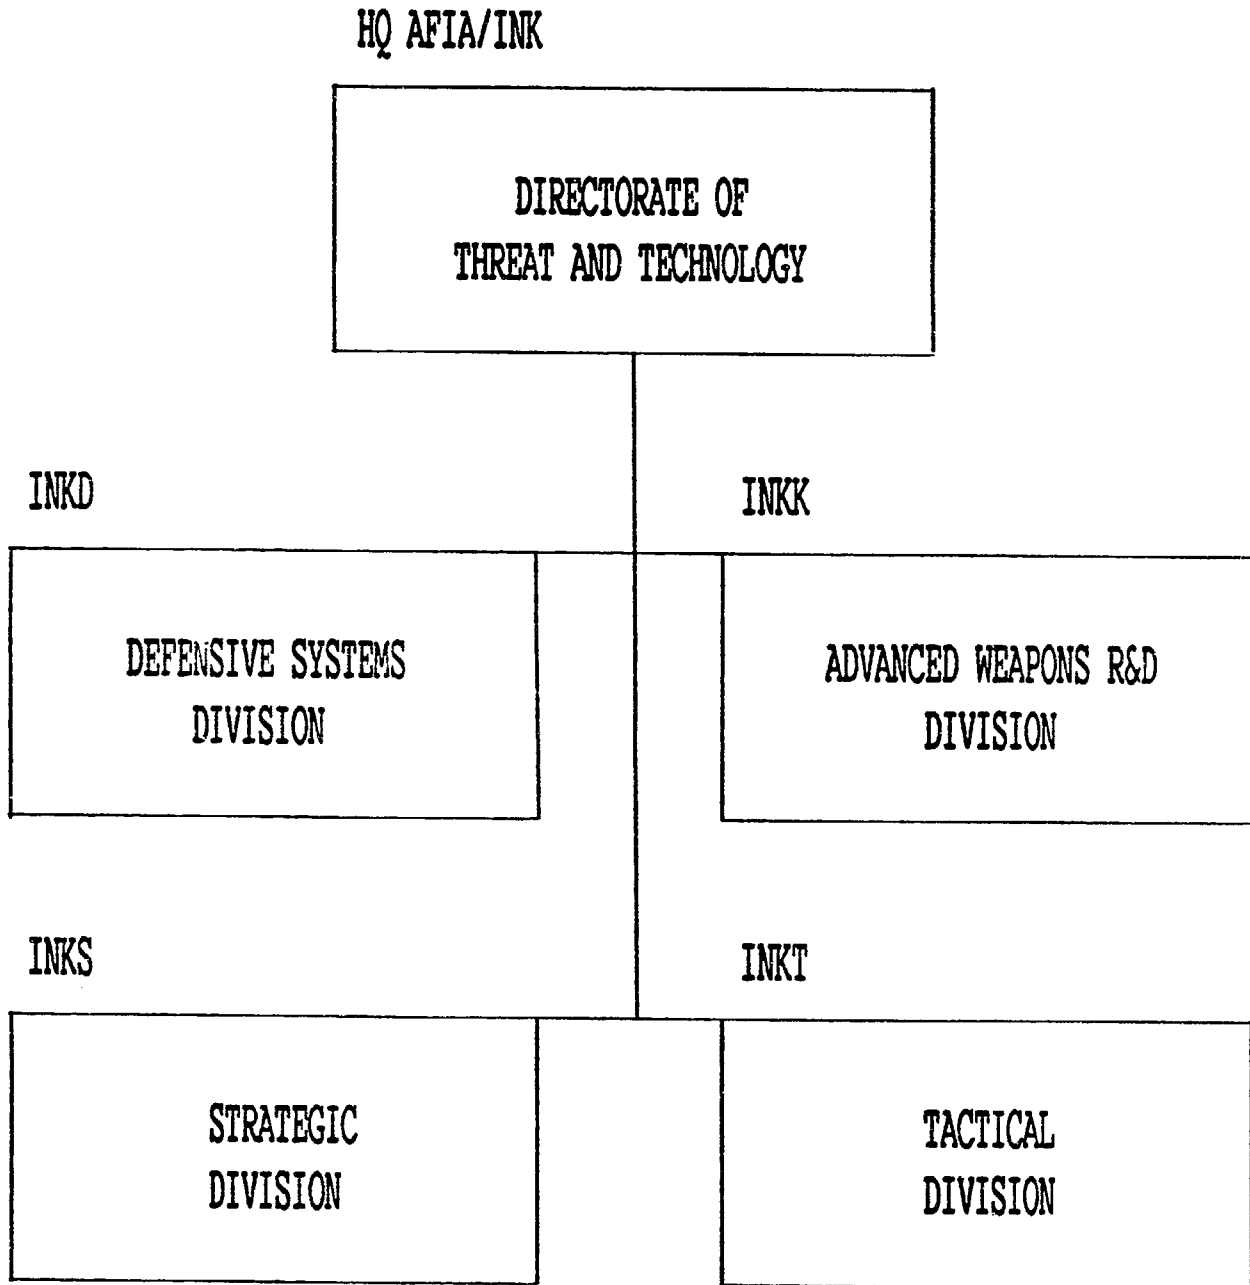 HQ AFIA/INK
DIRECTORATE OF
THREAT AND TECHNOLOGY
INKD
DEFENSIVE SYSTEMS
DIVISION
INKK
ADVANCED WEAPONS R&D
DIVISION
INKS
STRATEGIC
DIVISION
INKT
TACTICAL
DIVISION